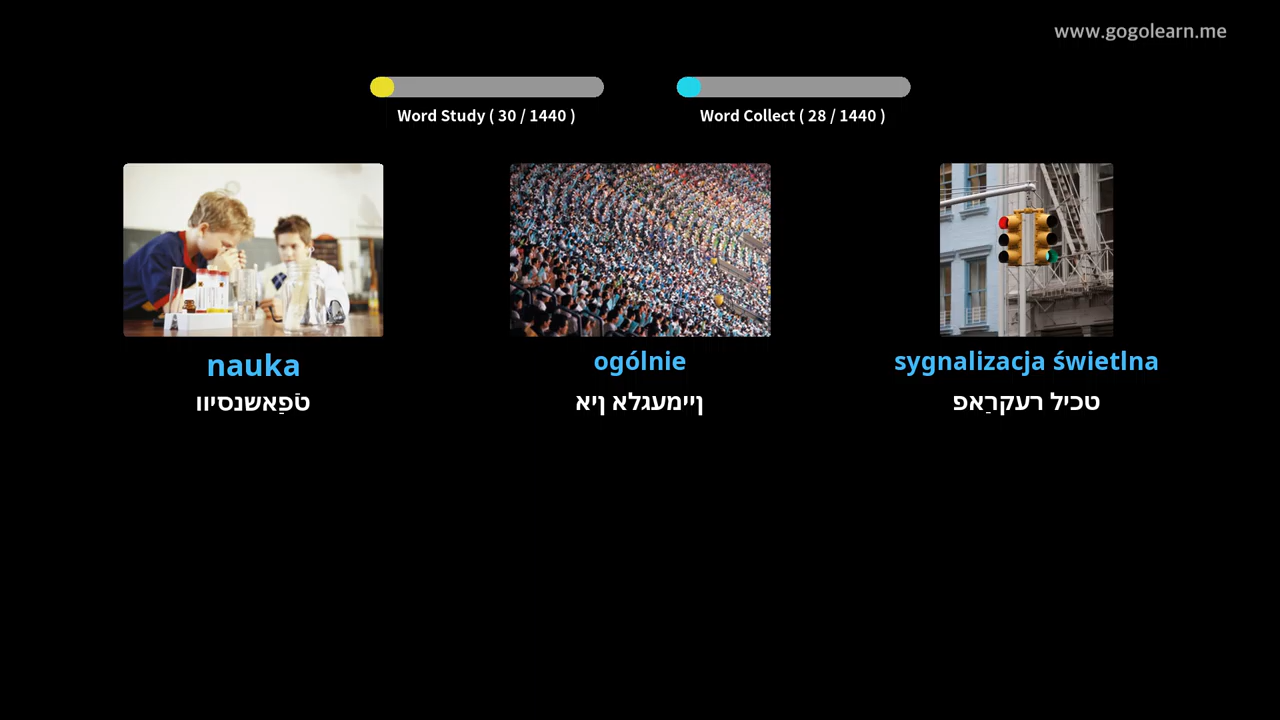 www.gogolearn.me
Word Study ( 30 / 1440 )
Word Collect ( 28 / 1440 )
nauka
ogólnie
sygnalizacja świetlna
טֿפַאשנסיוו
ןיימעגלא ןיא
טכיל רעקרַאפ